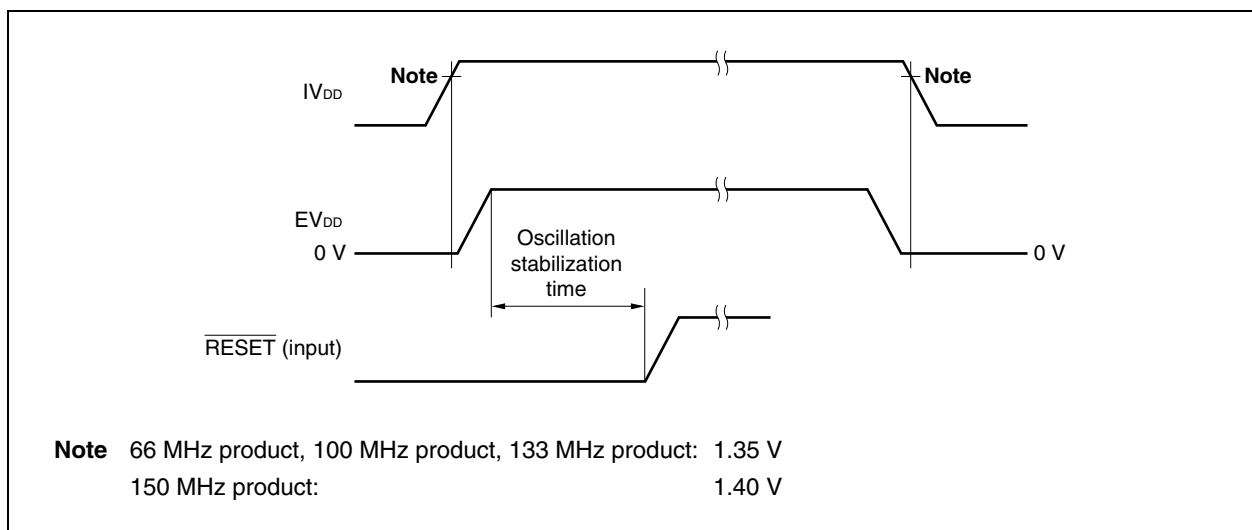 Note
Note
IVDD
EVDD
0 V
0 V
Oscillation
stabilization
time
RESET (input)
Note 66 MHz product, 100 MHz product, 133 MHz product: 1.35 V
150 MHz product: 1.40 V